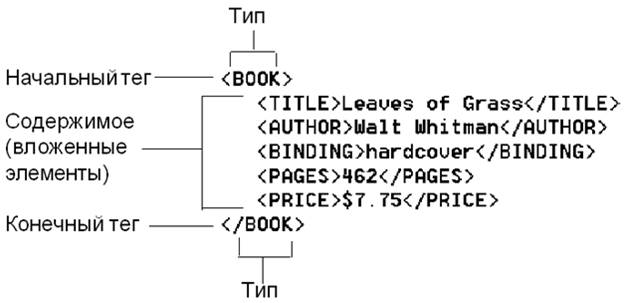 Тип
Начальный тег <BOOK>
<TITLE>Leaves of Grass</TITLE>
Содержимое <AUTHOR>Walt Whitman</AUTHOR>
(вложенные <BINDING>hardcover</BINDING>
элементы) <PAGES>462</PAGES>
<PRICE>$7.75</PRICE>
Конечный тег </BOOK>
Тип